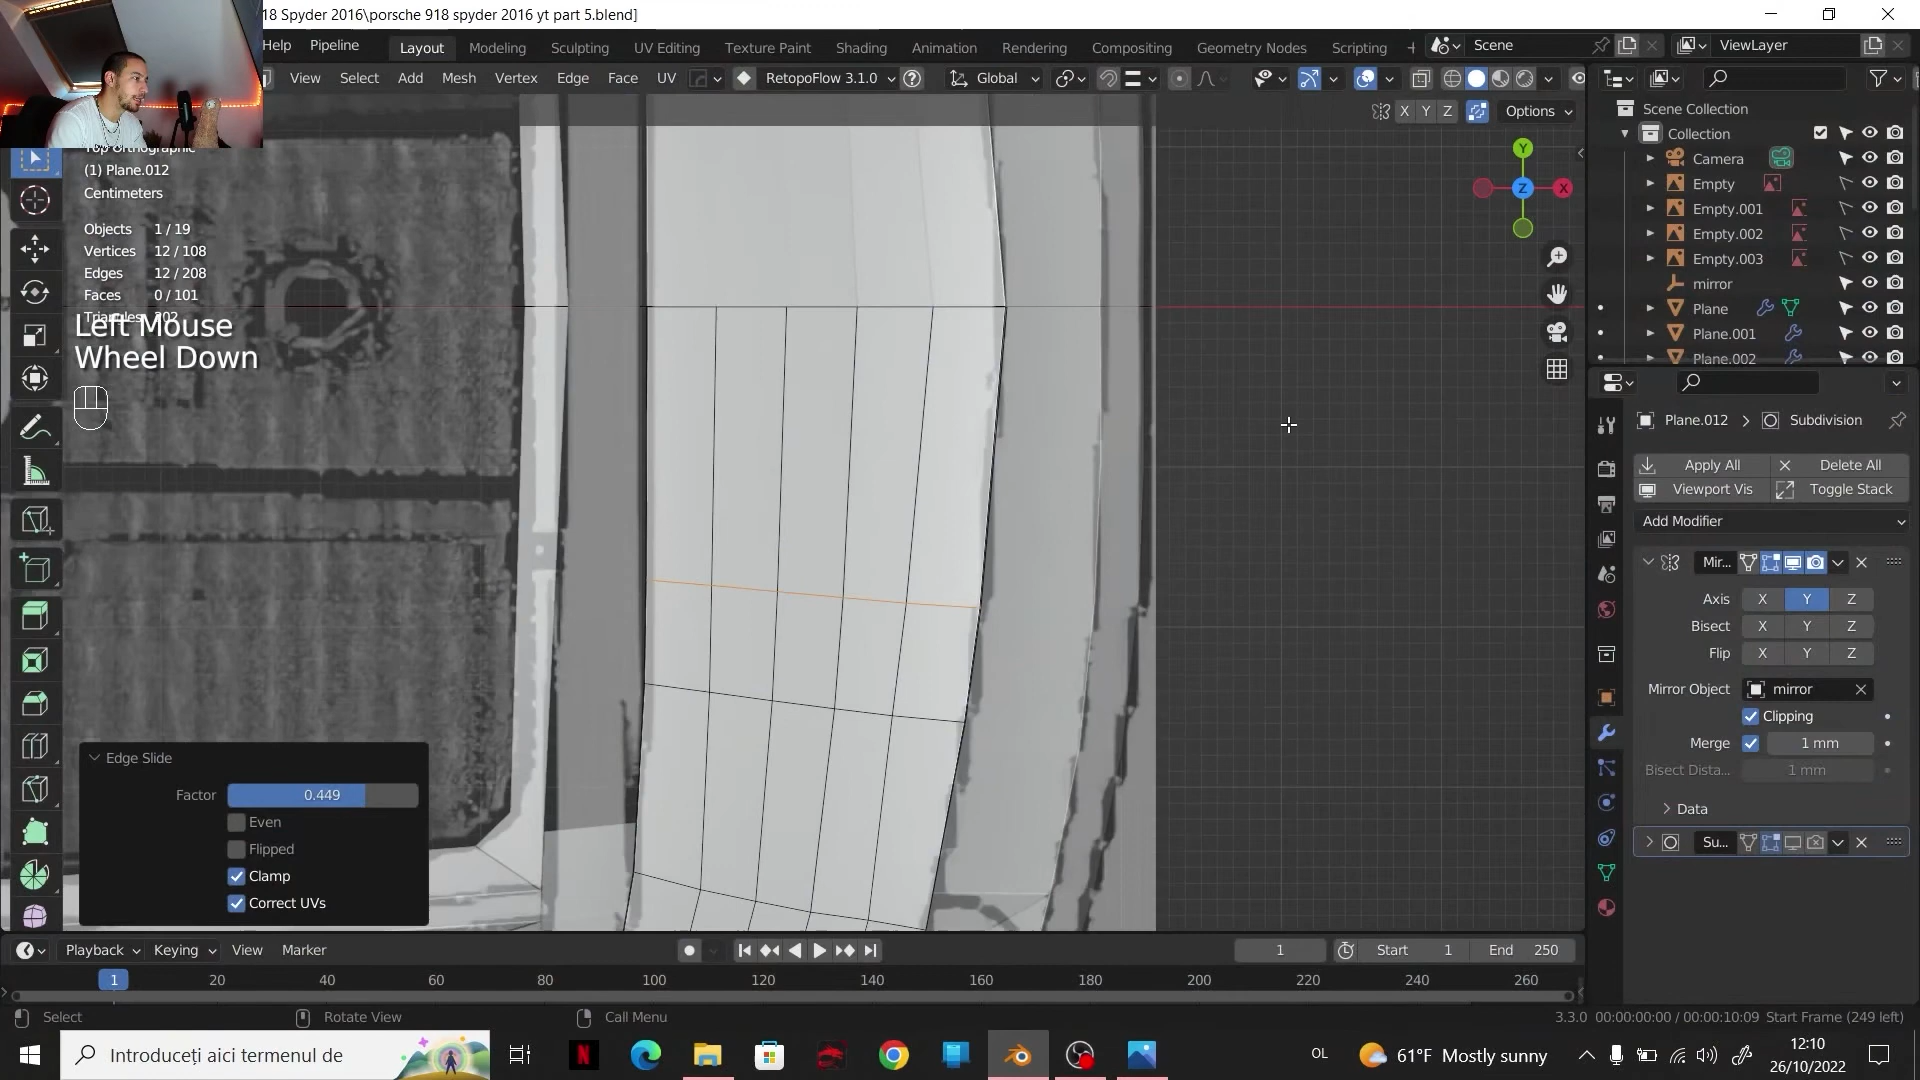 18 Spyder 2016\porsche 918 spyder 2016 yt part 5.blend]
Help Pipeline Layout Modeling Sculpting UV Editing Texture Paint Shading Animation Rendering Compositing Geometry Nodes Scripting + Scene ViewLayer
View Select Add Mesh Vertex Edge Face UV RetopoFlow 3.1.0 Global
X Y Z Options
Top Orthographic
(1) Plane.012
Centimeters
Objects 1 / 19
Vertices 12 / 108
Edges 12 / 208
Faces 0 / 101
Triangles 202
Left Mouse
Wheel Down
Y
X
Z
Scene Collection
Collection
Camera
Empty
Empty.001
Empty.002
Empty.003
mirror
Plane
Plane.001
Plane.002
Plane.012 > Subdivision
Apply All Delete All
Viewport Vis Toggle Stack
Add Modifier
Mir...
Axis X Y Z
Bisect X Y Z
Flip X Y Z
Mirror Object mirror
Clipping
Merge 1 mm
Bisect Dista... 1 mm
Data
Su...
Edge Slide
Factor 0.449
Even
Flipped
Clamp
Correct UVs
Playback Keying View Marker 1 Start 1 End 250
1 20 40 60 80 100 120 140 160 180 200 220 240 260
Select Rotate View Call Menu 3.3.0 00:00:00:00 / 00:00:10:09 Start Frame (249 left)
Introduceți aici termenul de OL 61°F Mostly sunny 12:10
26/10/2022